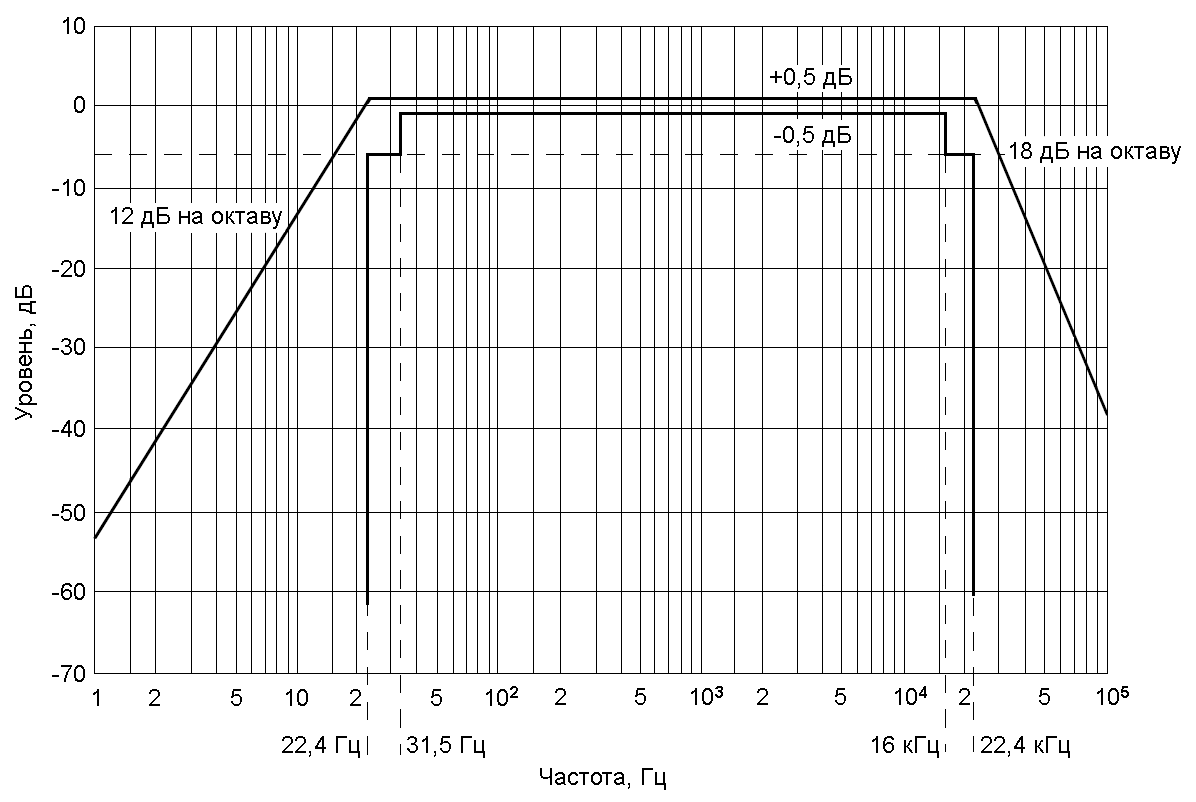 10
+0,5 дБ
0
-0,5 дБ
18 дБ на октаву
-10
12 дБ на октаву
-20
Уровень, дБ
-30
-40
-50
-60
-70
1 2 5 10 2 5 10² 2 5 10³ 2 5 10⁴ 2 5 10⁵
22,4 Гц 31,5 Гц 16 кГц 22,4 кГц
Частота, Гц